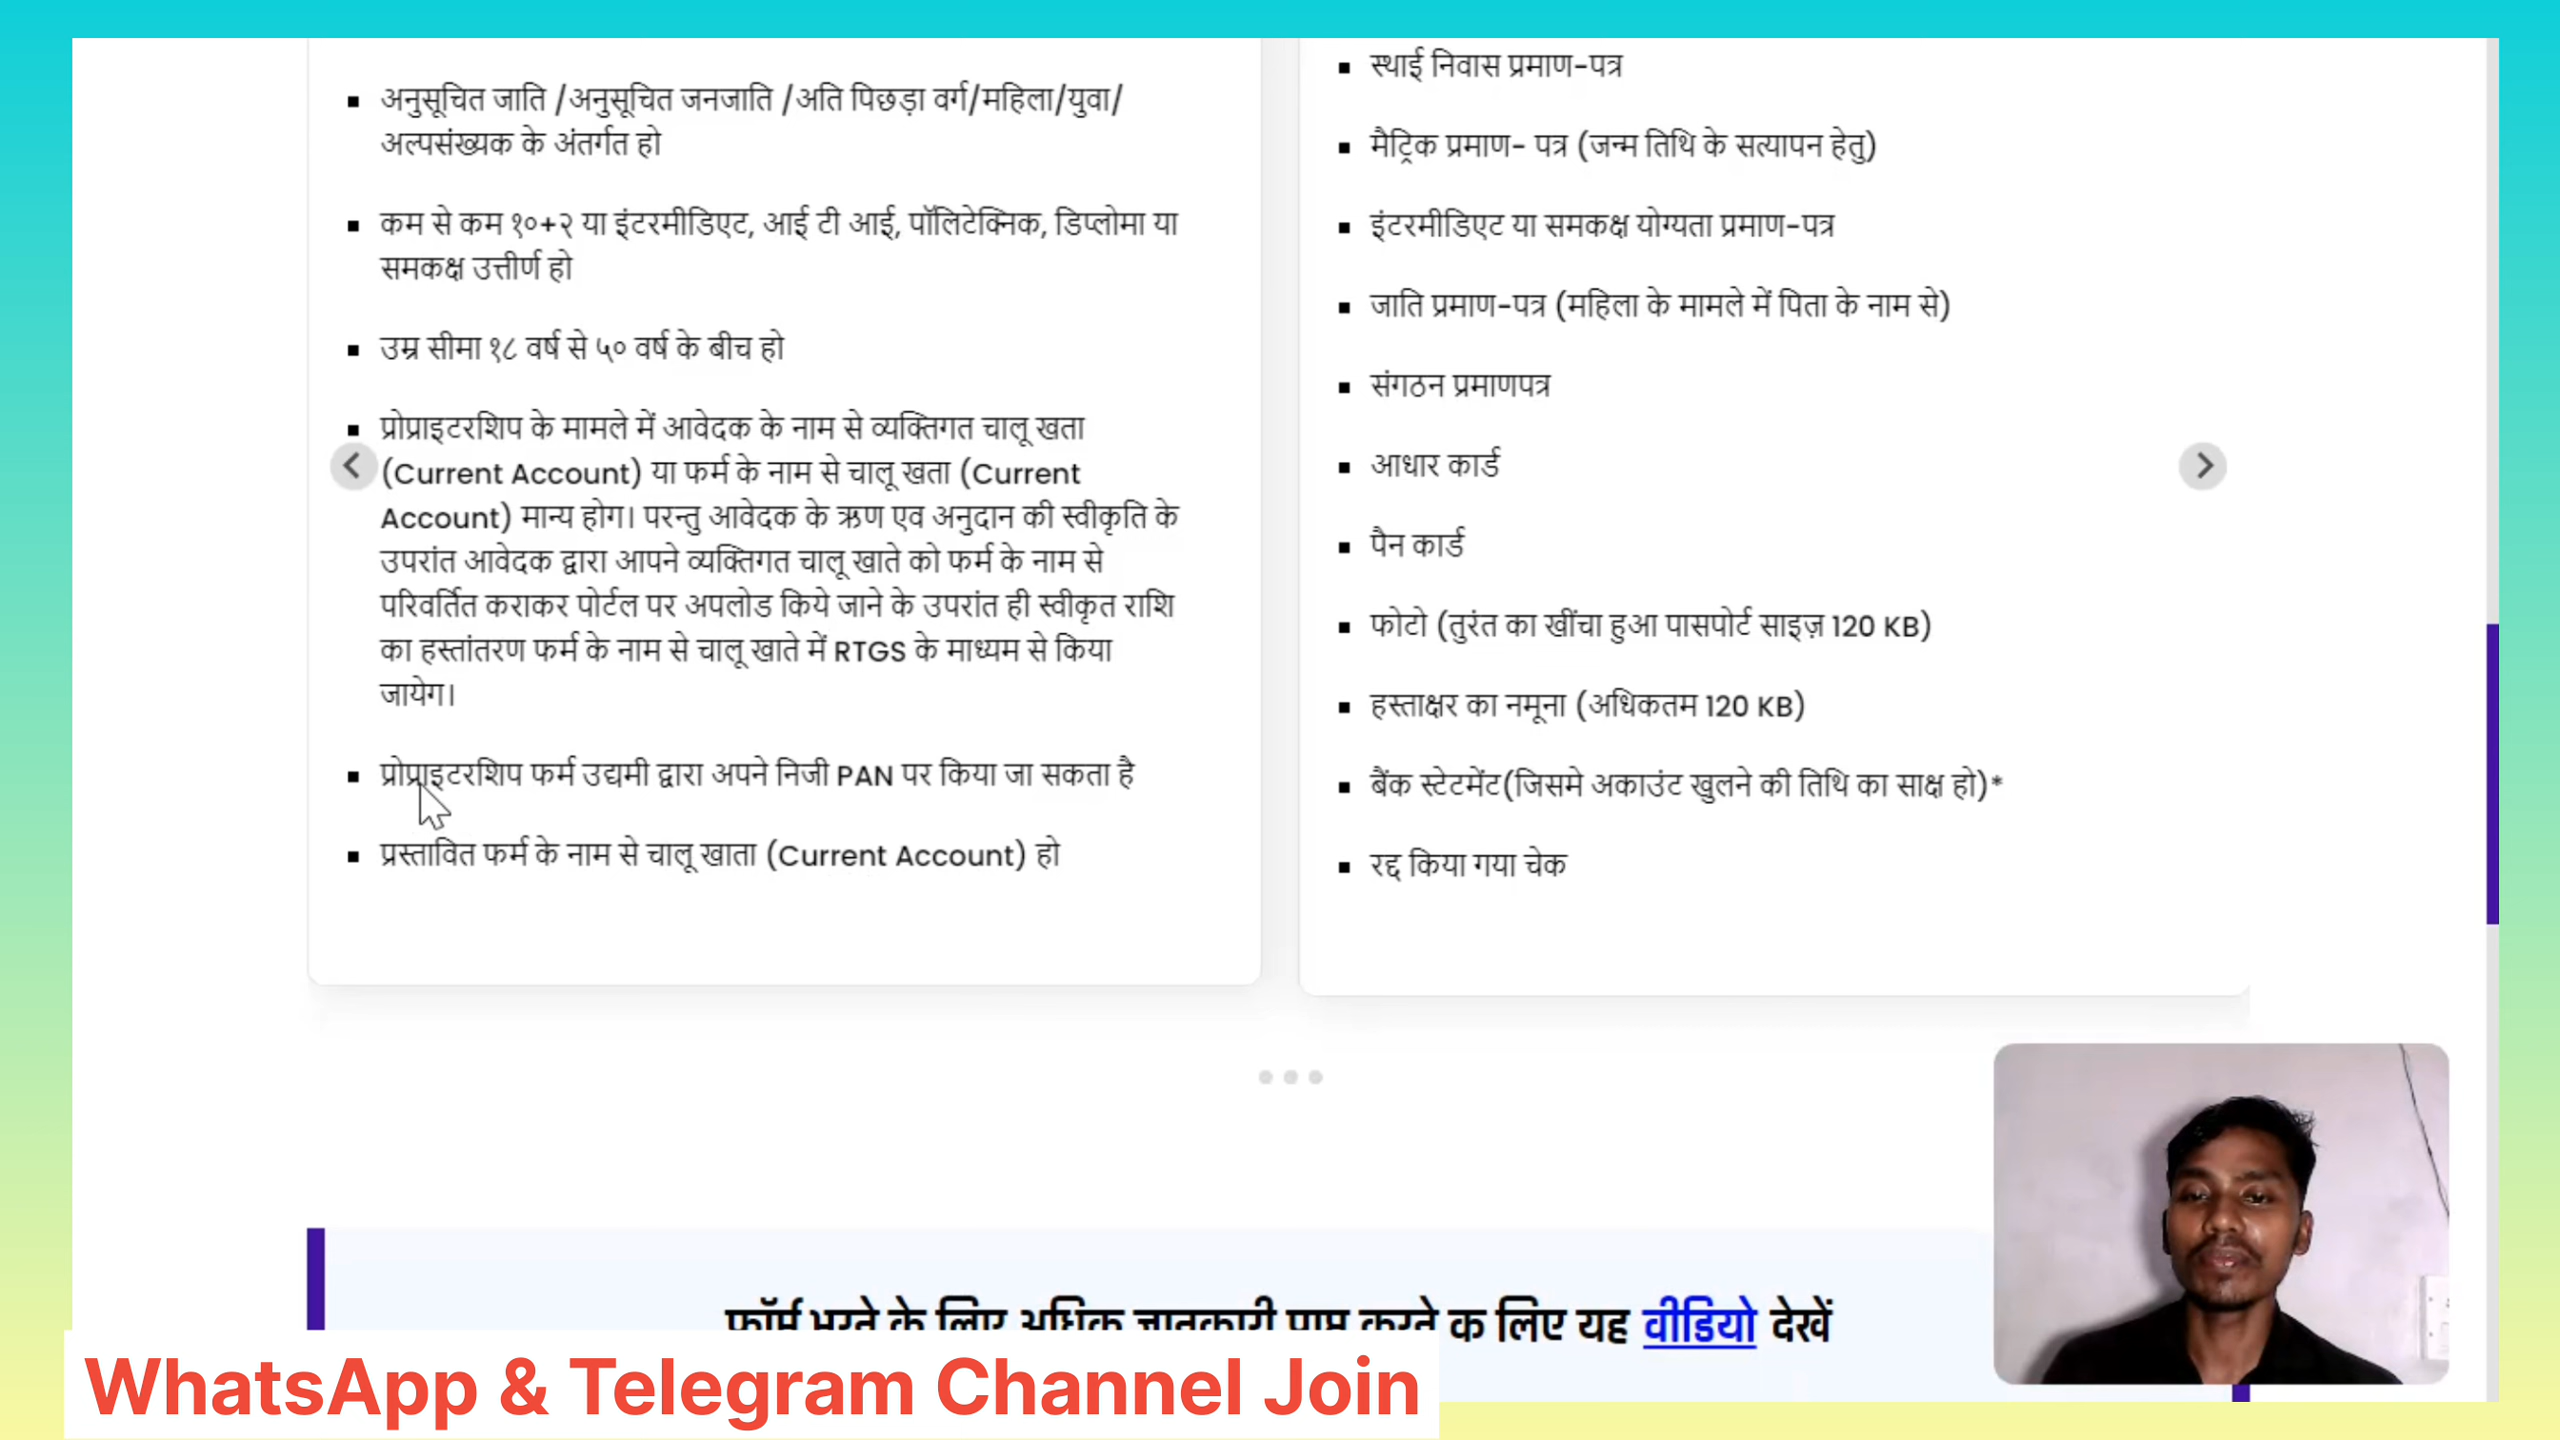 अनुसूचित जाति /अनुसूचित जनजाति /अति पिछड़ा वर्ग/महिला/युवा/
अल्पसंख्यक के अंतर्गत हो
कम से कम १०+२ या इंटरमीडिएट, आई टी आई, पॉलिटेक्निक, डिप्लोमा या
समकक्ष उत्तीर्ण हो
उम्र सीमा १८ वर्ष से ५० वर्ष के बीच हो
प्रोप्राइटरशिप के मामले में आवेदक के नाम से व्यक्तिगत चालू खता
(Current Account) या फर्म के नाम से चालू खता (Current
Account) मान्य होग। परन्तु आवेदक के ऋण एव अनुदान की स्वीकृति के
उपरांत आवेदक द्वारा आपने व्यक्तिगत चालू खाते को फर्म के नाम से
परिवर्तित कराकर पोर्टल पर अपलोड किये जाने के उपरांत ही स्वीकृत राशि
का हस्तांतरण फर्म के नाम से चालू खाते में RTGS के माध्यम से किया
जायेग।
प्रोप्राइटरशिप फर्म उद्यमी द्वारा अपने निजी PAN पर किया जा सकता है
प्रस्तावित फर्म के नाम से चालू खाता (Current Account) हो
स्थाई निवास प्रमाण-पत्र
मैट्रिक प्रमाण- पत्र (जन्म तिथि के सत्यापन हेतु)
इंटरमीडिएट या समकक्ष योग्यता प्रमाण-पत्र
जाति प्रमाण-पत्र (महिला के मामले में पिता के नाम से)
संगठन प्रमाणपत्र
आधार कार्ड
पैन कार्ड
फोटो (तुरंत का खींचा हुआ पासपोर्ट साइज़ 120 KB)
हस्ताक्षर का नमूना (अधिकतम 120 KB)
बैंक स्टेटमेंट(जिसमे अकाउंट खुलने की तिथि का साक्ष हो)*
रद्द किया गया चेक
फॉर्म भरने के लिए अधिक जानकारी प्राप्त करने क लिए यह वीडियो देखें
WhatsApp & Telegram Channel Join